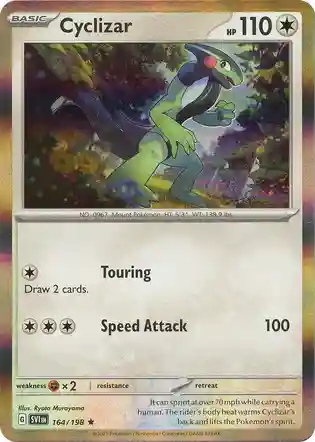 BASIC
Cyclizar
HP 110
NO. 0967 Mount Pokémon HT: 5'3" WT: 138.9 lbs
Touring
Draw 2 cards.
Speed Attack 100
weakness ×2 resistance retreat
Illus. Ryota Murayama
G SVI EN 164/198 ★
It can sprint at over 70 mph while carrying a
human. The rider's body heat warms Cyclizar's
back and lifts the Pokémon's spirit.